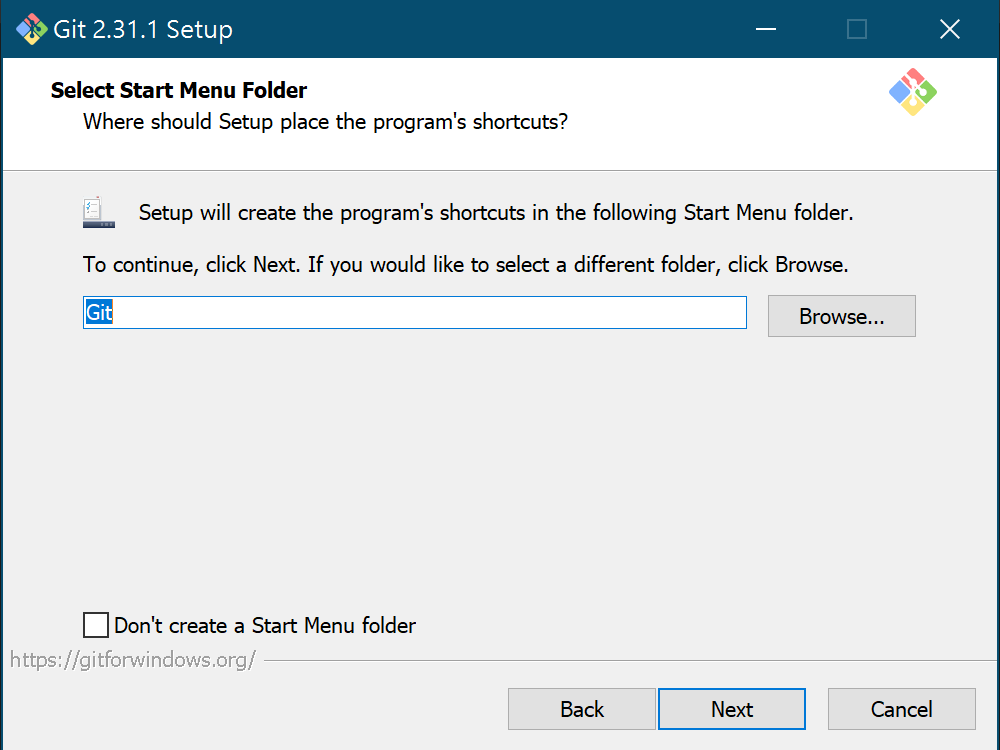 Git 2.31.1 Setup
Select Start Menu Folder
Where should Setup place the program's shortcuts?
Setup will create the program's shortcuts in the following Start Menu folder.
To continue, click Next. If you would like to select a different folder, click Browse.
Git
Browse...
Don't create a Start Menu folder
https://gitforwindows.org/
Back
Next
Cancel